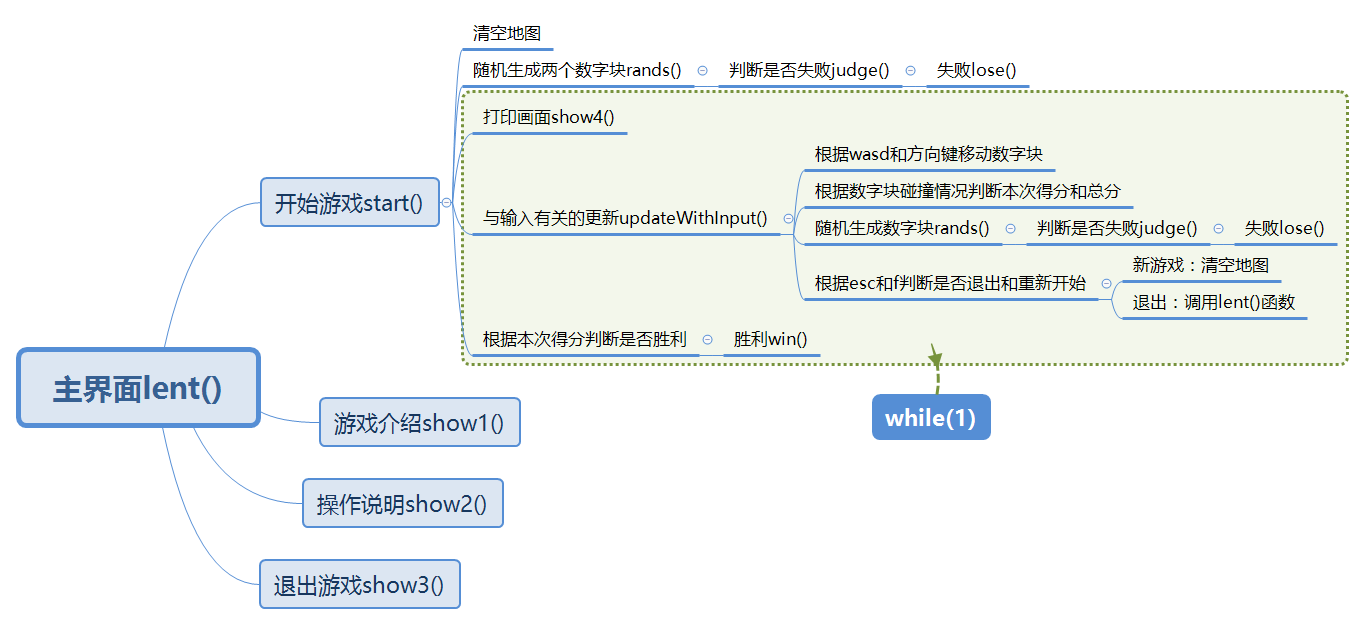 清空地图
随机生成两个数字块rands()
判断是否失败judge()
失败lose()
打印画面show4()
根据wasd和方向键移动数字块
根据数字块碰撞情况判断本次得分和总分
开始游戏start()
与输入有关的更新updateWithInput()
随机生成数字块rands()
判断是否失败judge()
失败lose()
新游戏：清空地图
根据esc和f判断是否退出和重新开始
退出：调用lent()函数
根据本次得分判断是否胜利
胜利win()
主界面lent()
while(1)
游戏介绍show1()
操作说明show2()
退出游戏show3()